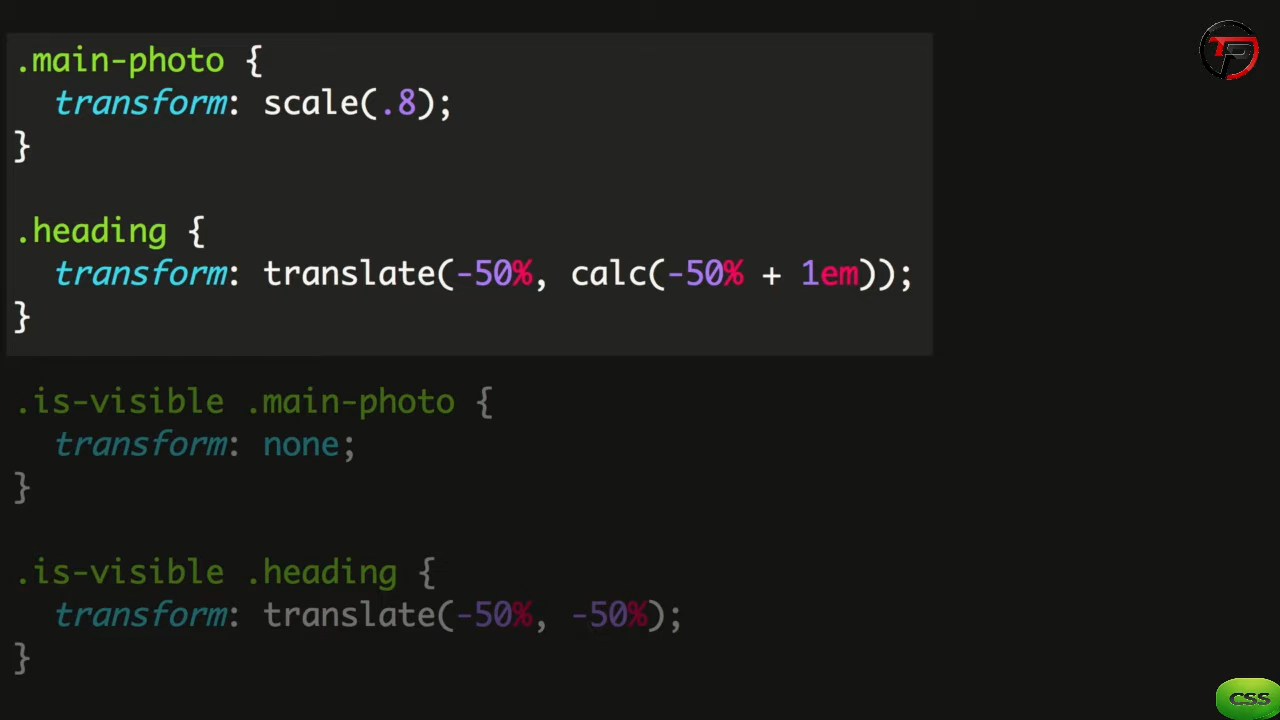 .main-photo {
  transform: scale(.8);
}

.heading {
  transform: translate(-50%, calc(-50% + 1em));
}

.is-visible .main-photo {
  transform: none;
}

.is-visible .heading {
  transform: translate(-50%, -50%);
}
TF
CSS